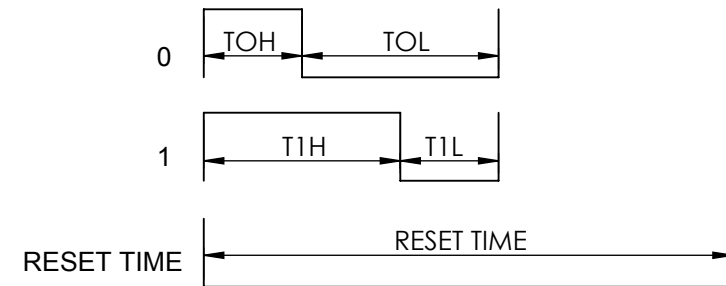 TOH TOL
0
T1H T1L
1
RESET TIME
RESET TIME